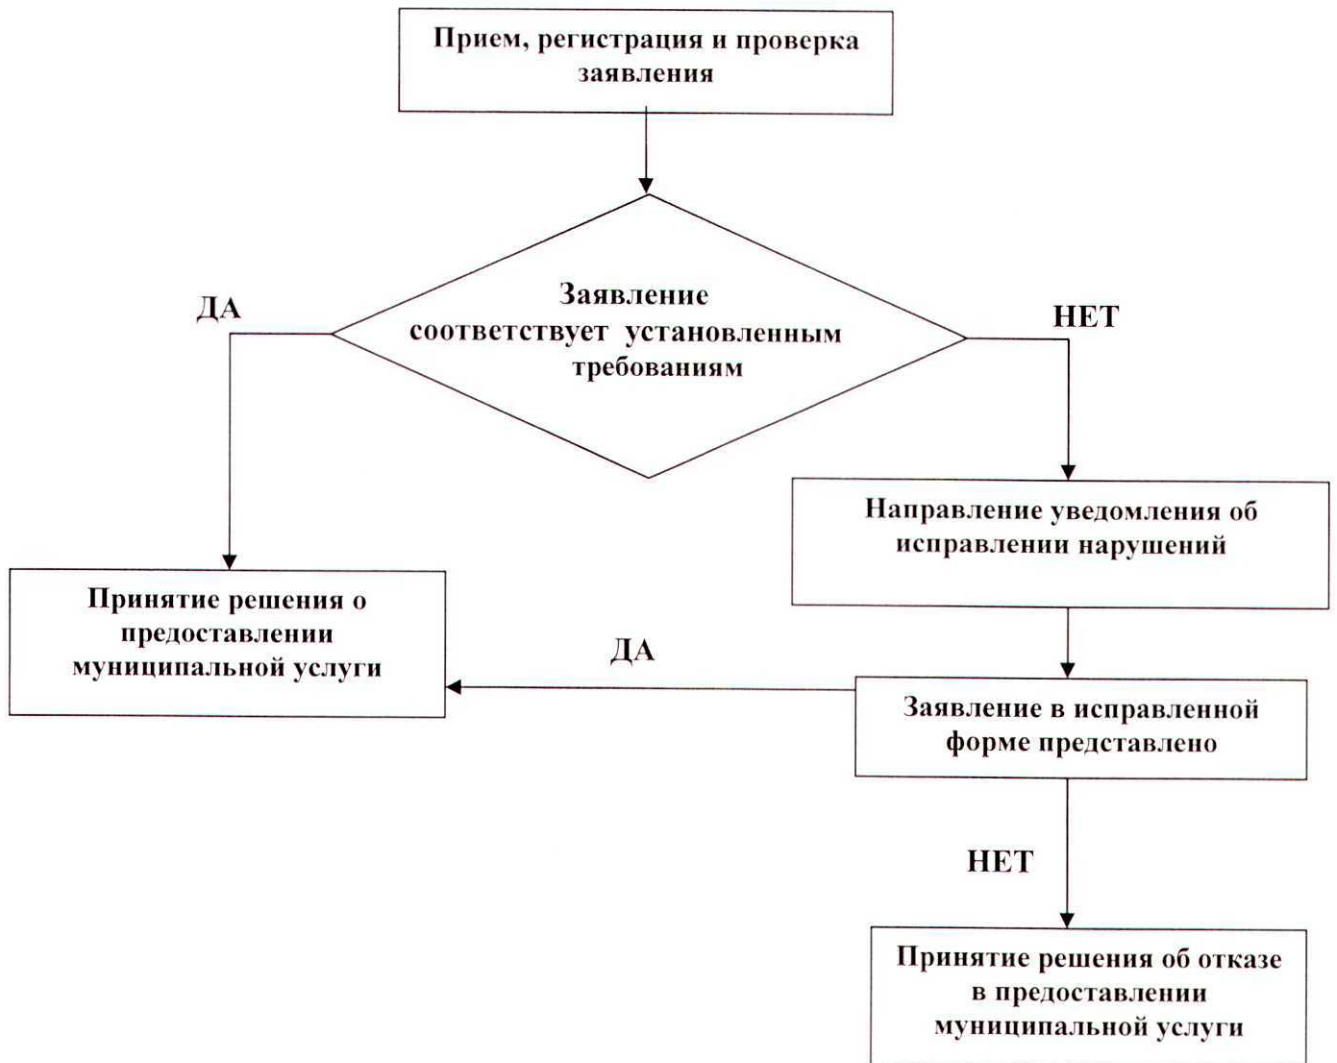 Прием, регистрация и проверка
заявления
Заявление
соответствует установленным
требованиям
ДА
НЕТ
Направление уведомления об
исправлении нарушений
Принятие решения о
предоставлении
муниципальной услуги
ДА
Заявление в исправленной
форме представлено
НЕТ
Принятие решения об отказе
в предоставлении
муниципальной услуги